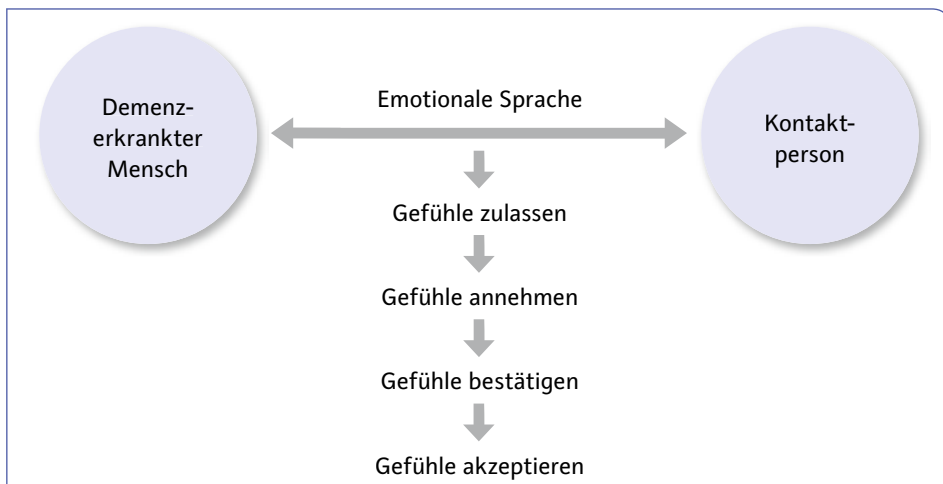 Demenz-
erkrankter
Mensch
Emotionale Sprache
Kontakt-
person
Gefühle zulassen
Gefühle annehmen
Gefühle bestätigen
Gefühle akzeptieren